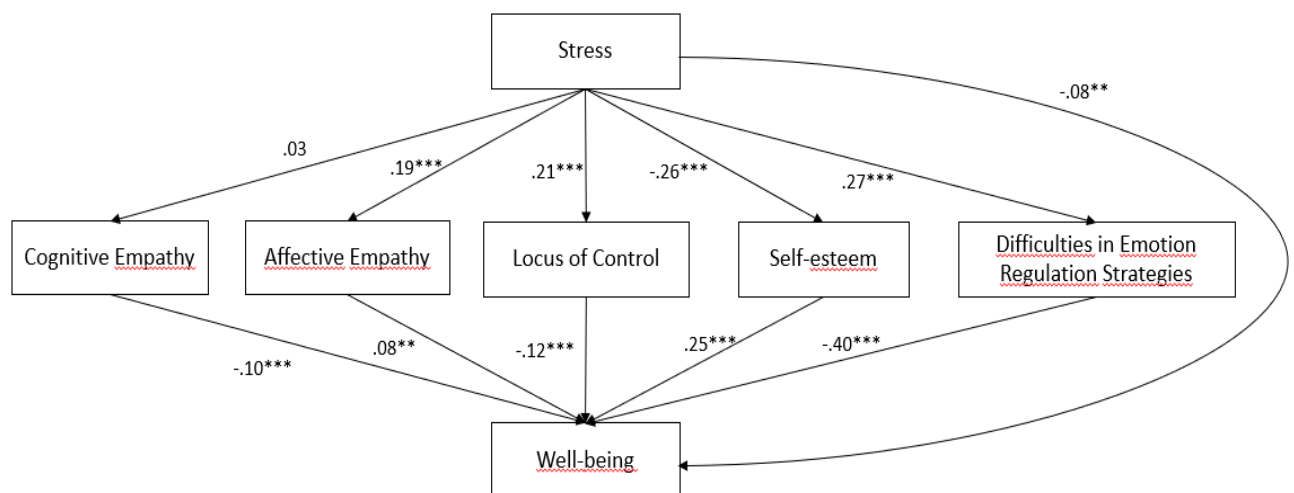 Stress
-.08**
.03
.19***
.21***
-.26***
.27***
Cognitive Empathy
Affective Empathy
Locus of Control
Self-esteem
Difficulties in Emotion
Regulation Strategies
-.10***
.08**
-.12***
.25***
-.40***
Well-being